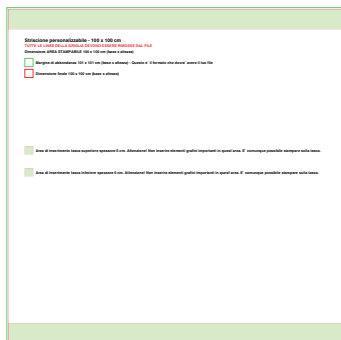 Striscione personalizzabile - 100 x 100 cm
TUTTE LE LINEE DELLA GRIGLIA DEVONO ESSERE RIMOSSE DAL FILE
Dimensione AREA STAMPABILE 100 x 100 cm (base x altezza)
Margine di abbondanza 101 x 101 cm (base x altezza) - Questo e' il formato che dovra' avere il tuo file
Dimensione finale 100 x 100 cm (base x altezza)
Area di inserimento tasca superiore spessore 5 cm. Attenzione! Non inserire elementi grafici importanti in quest area. E' comunque possibile stampare sulla tasca.
Area di inserimento tasca inferiore spessore 5 cm. Attenzione! Non inserire elementi grafici importanti in quest area. E' comunque possibile stampare sulla tasca.